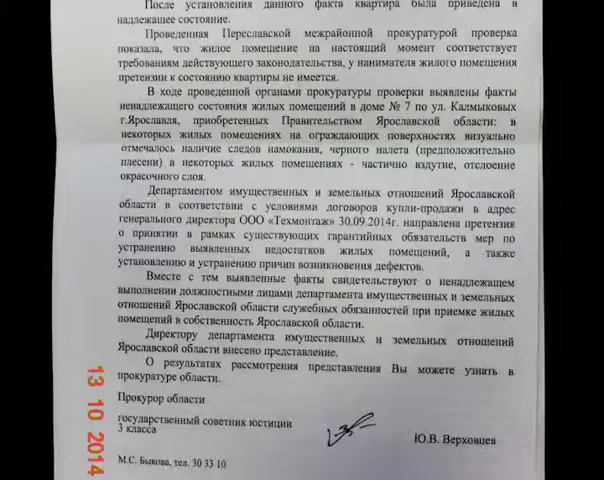 После установления данного факта квартира была приведена в
надлежащее состояние.
Проведенная Переславской межрайонной прокуратурой проверка
показала, что жилое помещение на настоящий момент соответствует
требованиям действующего законодательства, у нанимателя жилого помещения
претензии к состоянию квартиры не имеется.
В ходе проведенной органами прокуратуры проверки выявлены факты
ненадлежащего состояния жилых помещений в доме № 7 по ул. Калмыковых
г.Ярославля, приобретенных Правительством Ярославской области: в
некоторых жилых помещениях на ограждающих поверхностях визуально
отмечалось наличие следов намокания, черного налета (предположительно
плесени) в некоторых жилых помещениях - частично вздутие, отслоение
окрасочного слоя.
Департаментом имущественных и земельных отношений Ярославской
области в соответствии с условиями договоров купли-продажи в адрес
генерального директора ООО «Техмонтаж» 30.09.2014г. направлена претензия
о принятии в рамках существующих гарантийных обязательств мер по
устранению выявленных недостатков жилых помещений, а также
установлению и устранению причин возникновения дефектов.
Вместе с тем выявленные факты свидетельствуют о ненадлежащем
выполнении должностными лицами департамента имущественных и земельных
отношений Ярославской области служебных обязанностей при приемке жилых
помещений в собственность Ярославской области.
Директору департамента имущественных и земельных отношений
Ярославской области внесено представление.
О результатах рассмотрения представления Вы можете узнать в
прокуратуре области.
Прокурор области
государственный советник юстиции
3 класса
Ю.В. Верховцев
М.С. Быкова, тел. 30 33 10
13 10 2014